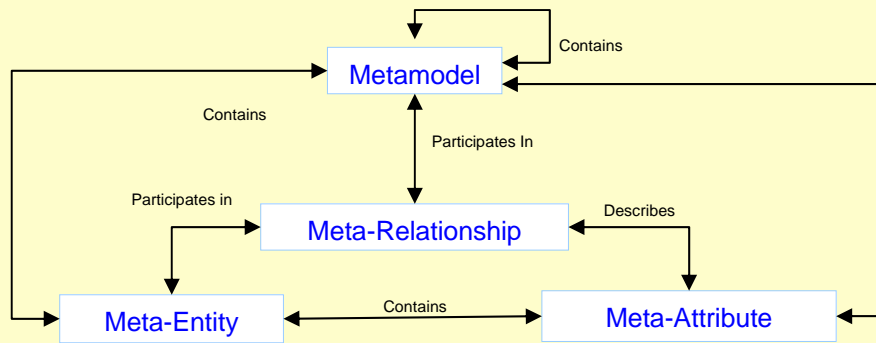 Contains
Metamodel
Contains
Participates In
Participates in
Describes
Meta-Relationship
Contains
Meta-Entity
Meta-Attribute